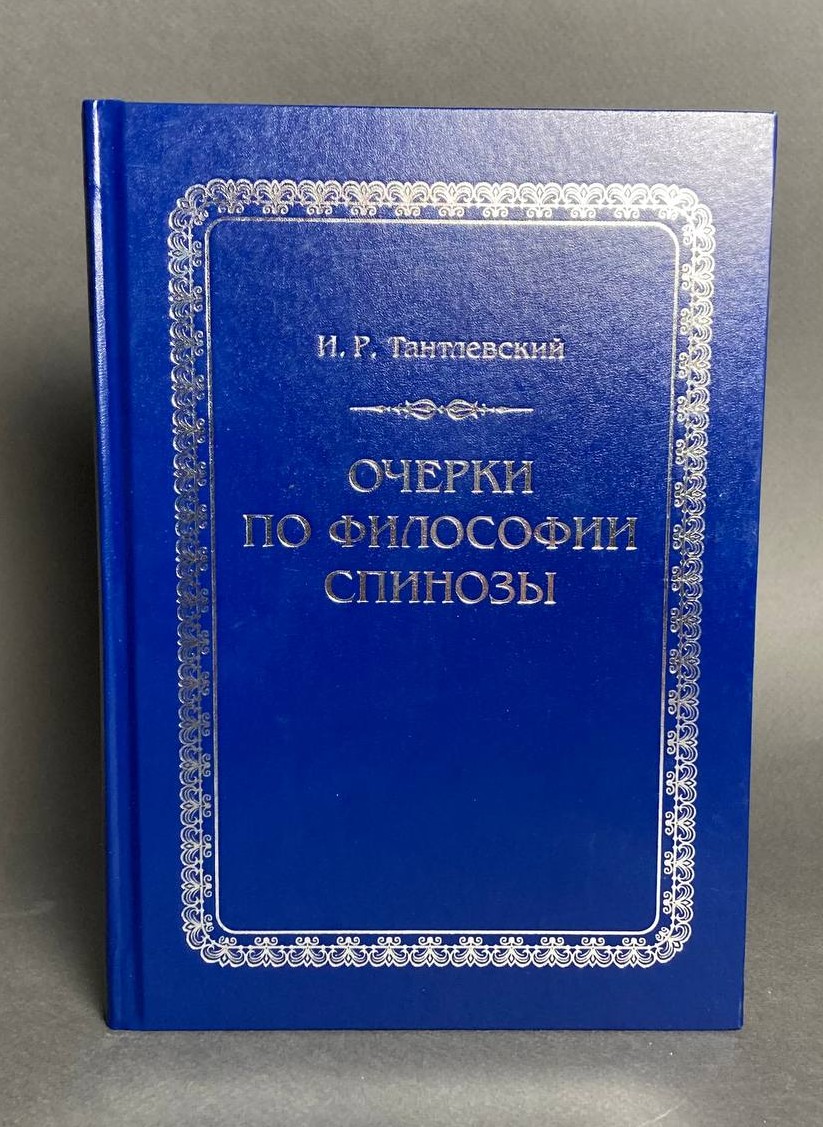 И. Р. Тантлевский
ОЧЕРКИ
ПО ФИЛОСОФИИ
СПИНОЗЫ